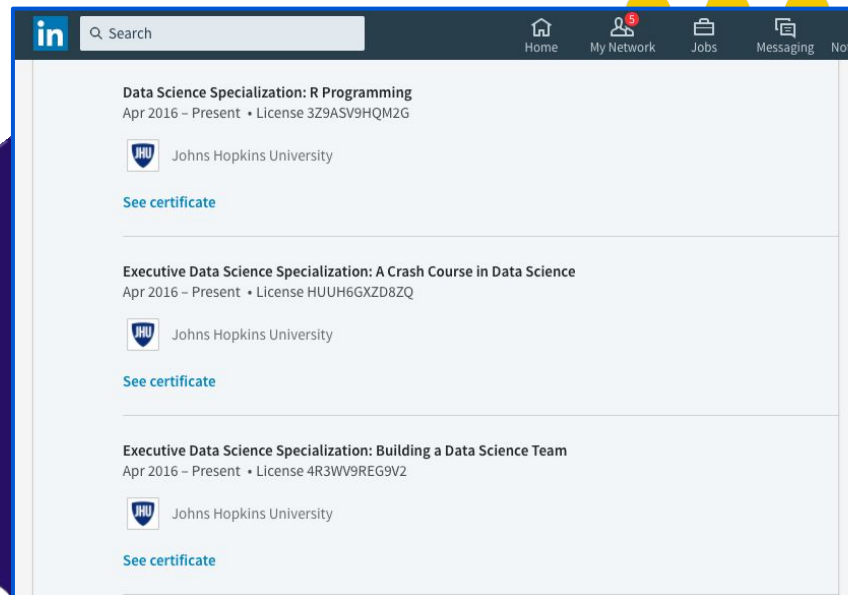 in
Search
Home
5
My Network
Jobs
Messaging
Data Science Specialization: R Programming
Apr 2016 – Present • License 3Z9ASV9HQM2G
JHU
Johns Hopkins University
See certificate
Executive Data Science Specialization: A Crash Course in Data Science
Apr 2016 – Present • License HUUH6GXZD8ZQ
JHU
Johns Hopkins University
See certificate
Executive Data Science Specialization: Building a Data Science Team
Apr 2016 – Present • License 4R3WV9REG9V2
JHU
Johns Hopkins University
See certificate